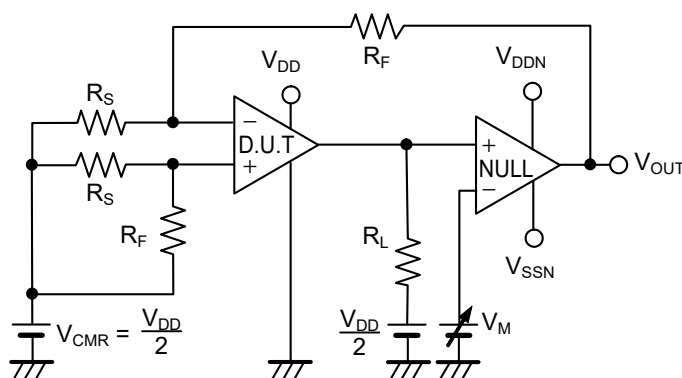 R_F
V_DD
V_DDN
R_S
−
D.U.T
+
NULL
−
V_OUT
R_S
+
R_F
R_L
V_SSN
V_CMR = V_DD/2
V_DD/2
V_M